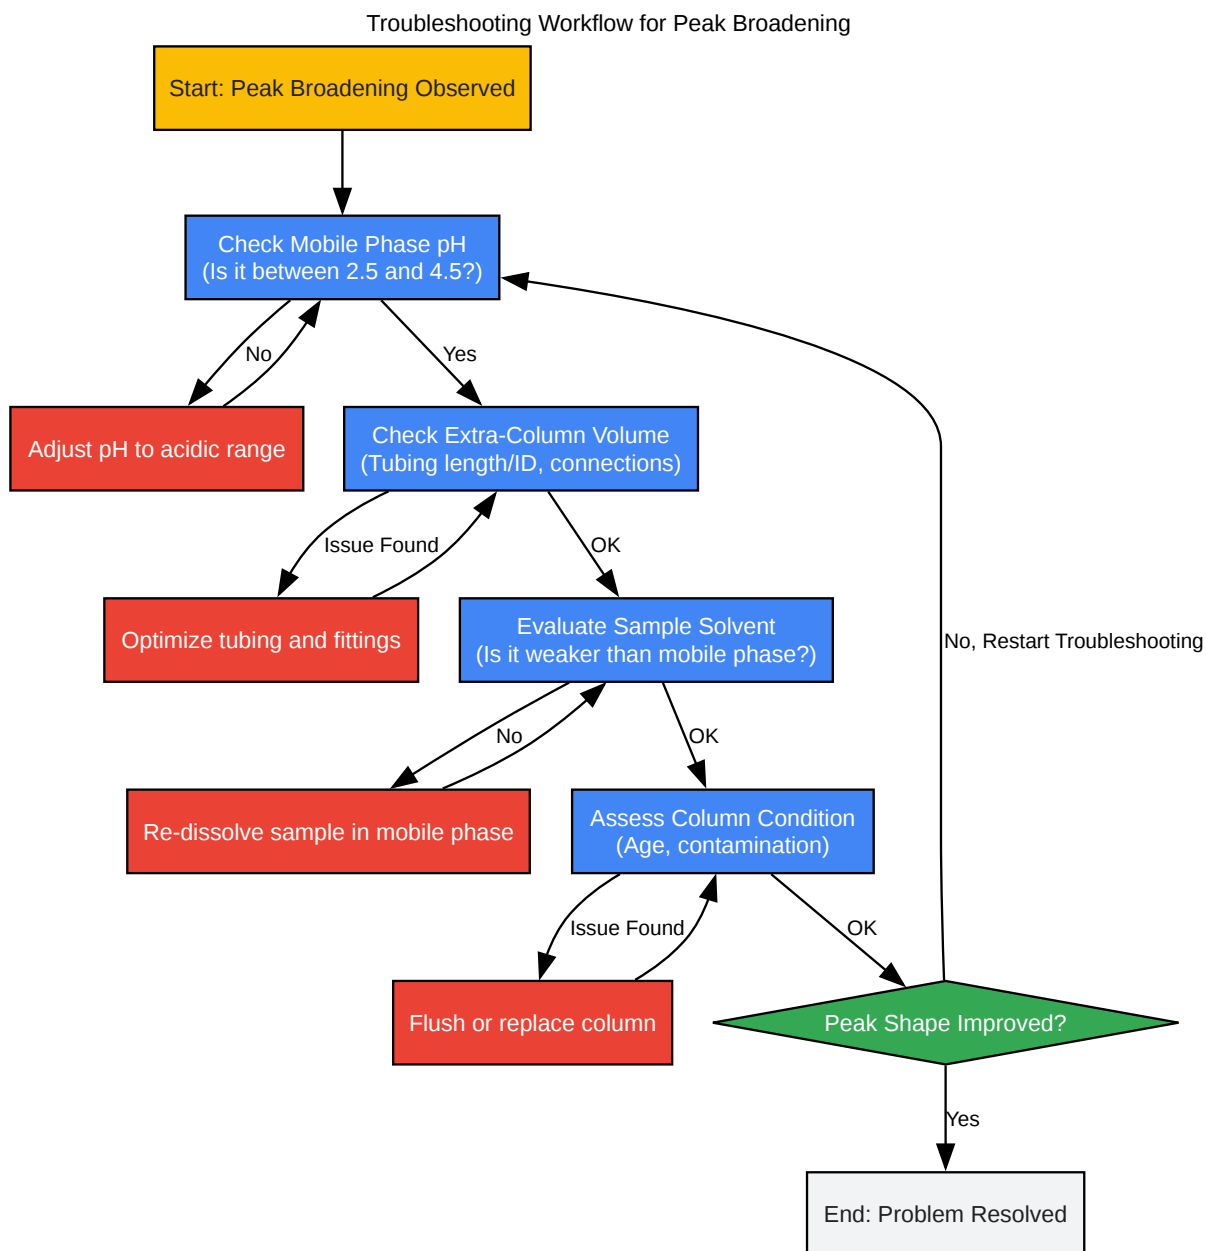 Troubleshooting Workflow for Peak Broadening
Start: Peak Broadening Observed
Check Mobile Phase pH
(Is it between 2.5 and 4.5?)
No
Yes
Adjust pH to acidic range
Check Extra-Column Volume
(Tubing length/ID, connections)
Issue Found
OK
Optimize tubing and fittings
Evaluate Sample Solvent
(Is it weaker than mobile phase?)
No, Restart Troubleshooting
No
OK
Re-dissolve sample in mobile phase
Assess Column Condition
(Age, contamination)
Issue Found
OK
Flush or replace column
Peak Shape Improved?
Yes
End: Problem Resolved